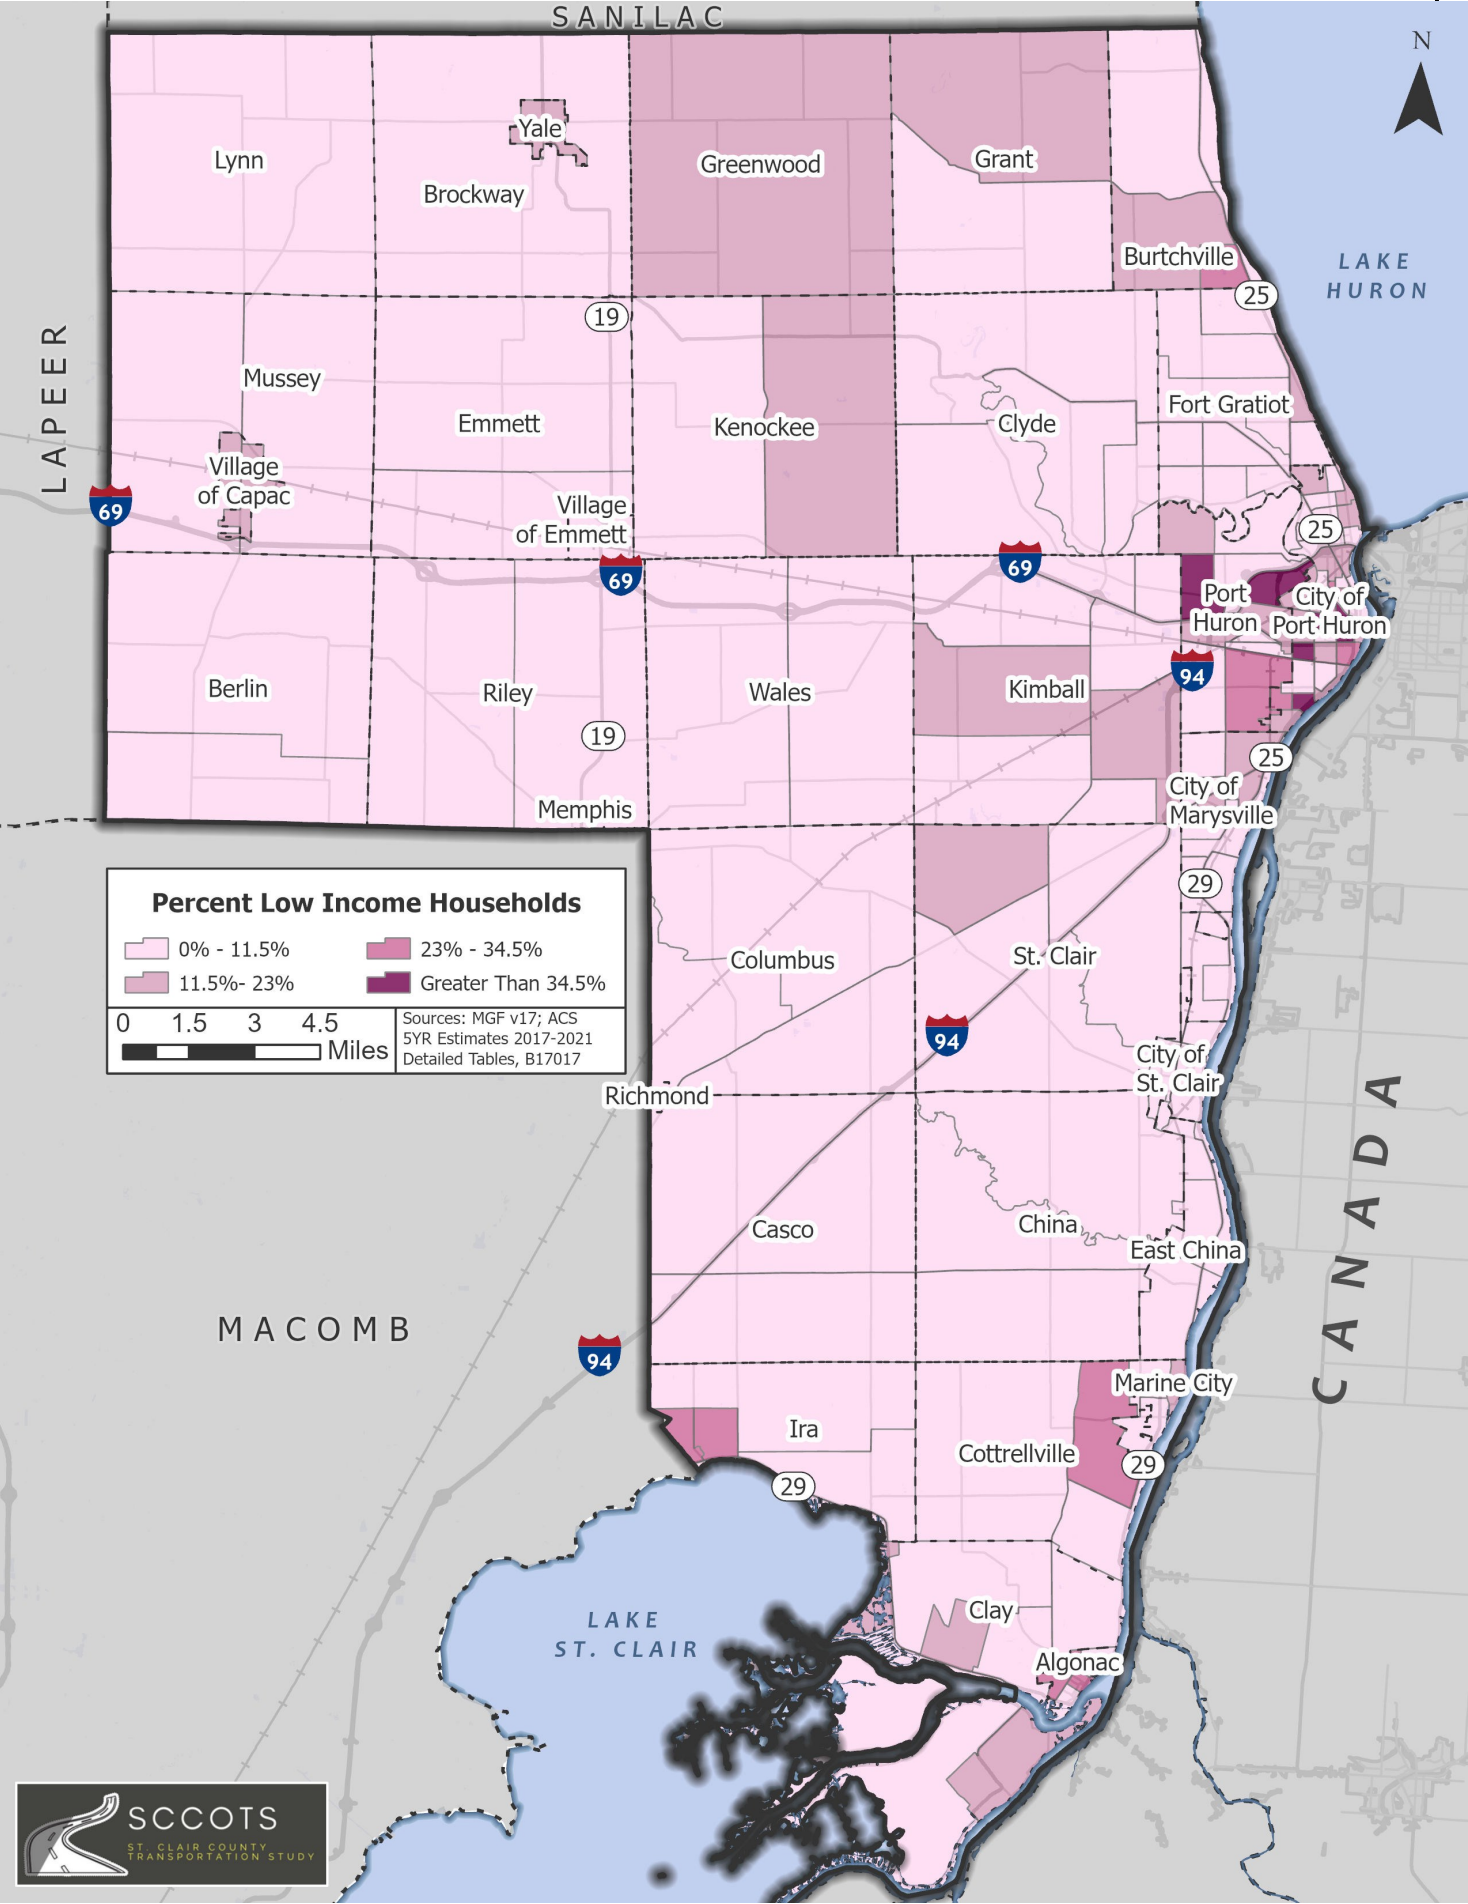 SANILAC
N
Yale
Lynn
Greenwood
Grant
Brockway
Burtchville
LAKE
HURON
25
19
LAPEER
Mussey
Emmett
Kenockee
Clyde
Fort Gratiot
Village
of Capac
Village
of Emmett
69
25
69
69
Port
Huron
City of
Port Huron
94
Berlin
Riley
Wales
Kimball
19
25
City of
Marysville
Memphis
29
Percent Low Income Households
0% - 11.5%
23% - 34.5%
11.5%- 23%
Greater Than 34.5%
0 1.5 3 4.5
Miles
Sources: MGF v17; ACS
5YR Estimates 2017-2021
Detailed Tables, B17017
Columbus
St. Clair
94
City of
St. Clair
Richmond
CANADA
Casco
China
East China
MACOMB
94
Marine City
Ira
Cottrellville
29
29
LAKE
ST. CLAIR
Clay
Algonac
SCCOTS
ST. CLAIR COUNTY
TRANSPORTATION STUDY